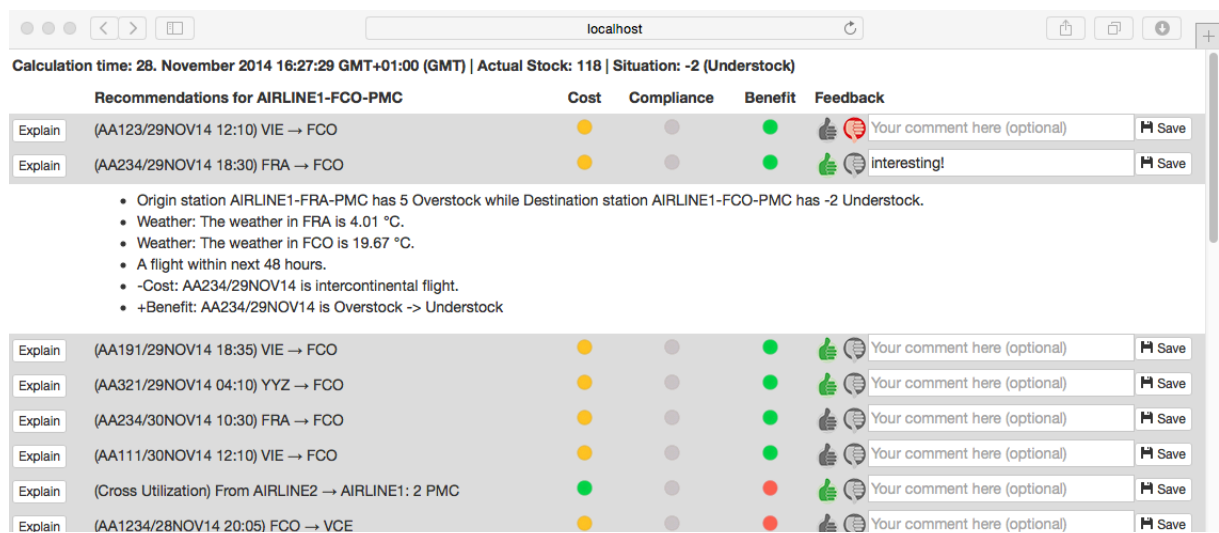 localhost
Calculation time: 28. November 2014 16:27:29 GMT+01:00 (GMT) | Actual Stock: 118 | Situation: -2 (Understock)
Recommendations for AIRLINE1-FCO-PMC Cost Compliance Benefit Feedback
Explain (AA123/29NOV14 12:10) VIE → FCO Your comment here (optional) Save
Explain (AA234/29NOV14 18:30) FRA → FCO interesting! Save
• Origin station AIRLINE1-FRA-PMC has 5 Overstock while Destination station AIRLINE1-FCO-PMC has -2 Understock.
• Weather: The weather in FRA is 4.01 °C.
• Weather: The weather in FCO is 19.67 °C.
• A flight within next 48 hours.
• -Cost: AA234/29NOV14 is intercontinental flight.
• +Benefit: AA234/29NOV14 is Overstock -> Understock
Explain (AA191/29NOV14 18:35) VIE → FCO Your comment here (optional) Save
Explain (AA321/29NOV14 04:10) YYZ → FCO Your comment here (optional) Save
Explain (AA234/30NOV14 10:30) FRA → FCO Your comment here (optional) Save
Explain (AA111/30NOV14 12:10) VIE → FCO Your comment here (optional) Save
Explain (Cross Utilization) From AIRLINE2 → AIRLINE1: 2 PMC Your comment here (optional) Save
Explain (AA1234/28NOV14 20:05) FCO → VCE Your comment here (optional) Save